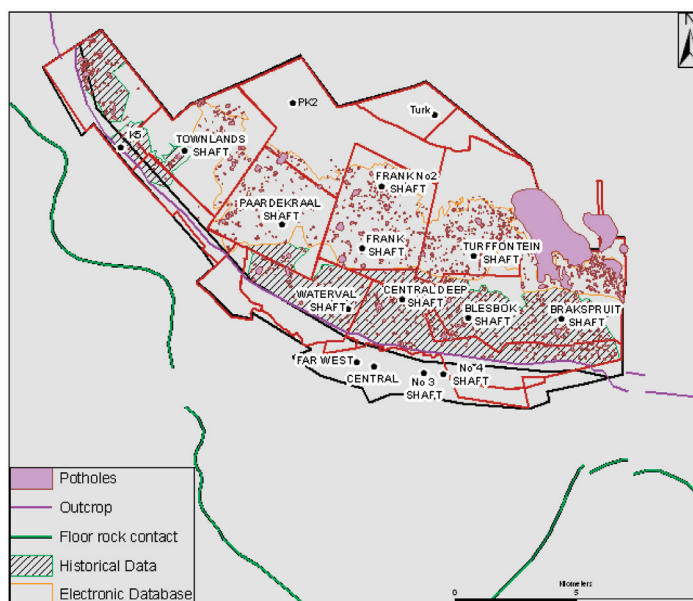 N
PK2
Turk
K5
TOWNLANDS
SHAFT
FRANK No2
SHAFT
PAARDEKRAAL
SHAFT
FRANK
SHAFT
TURFFONTEIN
SHAFT
WATERVAL
SHAFT
CENTRAL DEEP
SHAFT
BLESBOK
SHAFT
BRAKSPRUIT
SHAFT
FAR WEST
CENTRAL
No 3
SHAFT
No 4
SHAFT
Potholes
Outcrop
Floor rock contact
Historical Data
Electronic Database
Kilometers
0 5